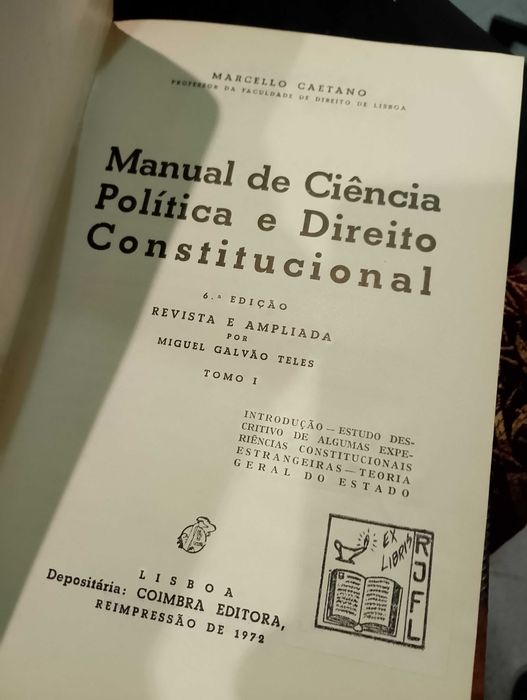 MARCELLO CAETANO
PROFESSOR DA FACULDADE DE DIREITO DE LISBOA
Manual de Ciência
Política e Direito
Constitucional
6.ª EDIÇÃO
REVISTA E AMPLIADA
POR
MIGUEL GALVÃO TELES
TOMO I
INTRODUÇÃO — ESTUDO DES-
CRITIVO DE ALGUMAS EXPE-
RIÊNCIAS CONSTITUCIONAIS
ESTRANGEIRAS — TEORIA
GERAL DO ESTADO
EX
LIBRIS
RJFL
LISBOA
Depositária: COIMBRA EDITORA,
REIMPRESSÃO DE 1972